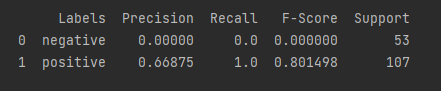 Labels Precision Recall F-Score Support
0 negative 0.00000 0.0 0.000000 53
1 positive 0.66875 1.0 0.801498 107